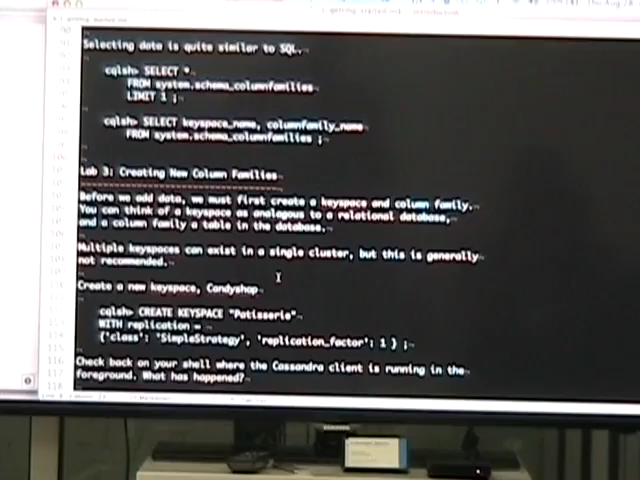 Selecting data is quite similar to SQL.
cqlsh> SELECT *
FROM system.schema_columnfamilies
LIMIT 1 ;
cqlsh> SELECT keyspace_name, columnfamily_name
FROM system.schema_columnfamilies ;
Lab 3: Creating New Column Families
Before we add data, we must first create a keyspace and column family.
You can think of a keyspace as analagous to a relational database,
and a column family a table in the database.
Multiple keyspaces can exist in a single cluster, but this is generally
not recommended.
Create a new keyspace, Candyshop
cqlsh> CREATE KEYSPACE "Patisserie"
WITH replication =
{'class': 'SimpleStrategy', 'replication_factor': 1 } ;
116 Check back on your shell where the Cassandra client is running in the
117 foreground. What has happened?
118